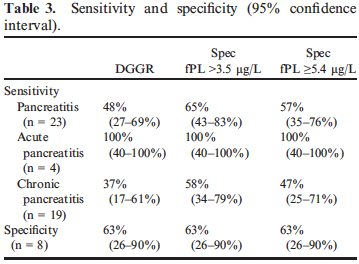 Table 3. Sensitivity and specificity (95% confidence
interval).
Spec Spec
DGGR fPL >3.5 μg/L fPL ≥5.4 μg/L
Sensitivity
Pancreatitis 48% 65% 57%
(n = 23) (27–69%) (43–83%) (35–76%)
Acute 100% 100% 100%
pancreatitis (40–100%) (40–100%) (40–100%)
(n = 4)
Chronic 37% 58% 47%
pancreatitis (17–61%) (34–79%) (25–71%)
(n = 19)
Specificity 63% 63% 63%
(n = 8) (26–90%) (26–90%) (26–90%)